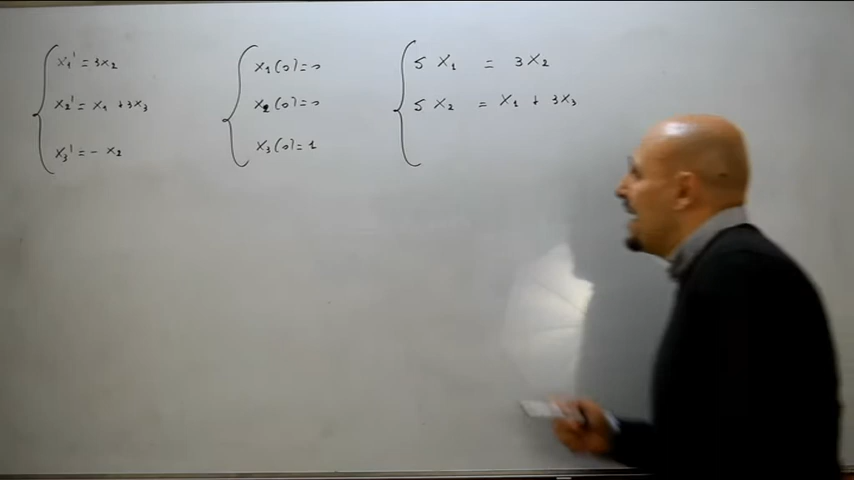 x₁' = 3x₂
x₂' = x₁ + 3x₃
x₃' = - x₂
x₁(0) = 0
x₂(0) = 0
x₃(0) = 1
s X₁ = 3X₂
s X₂ = X₁ + 3X₃